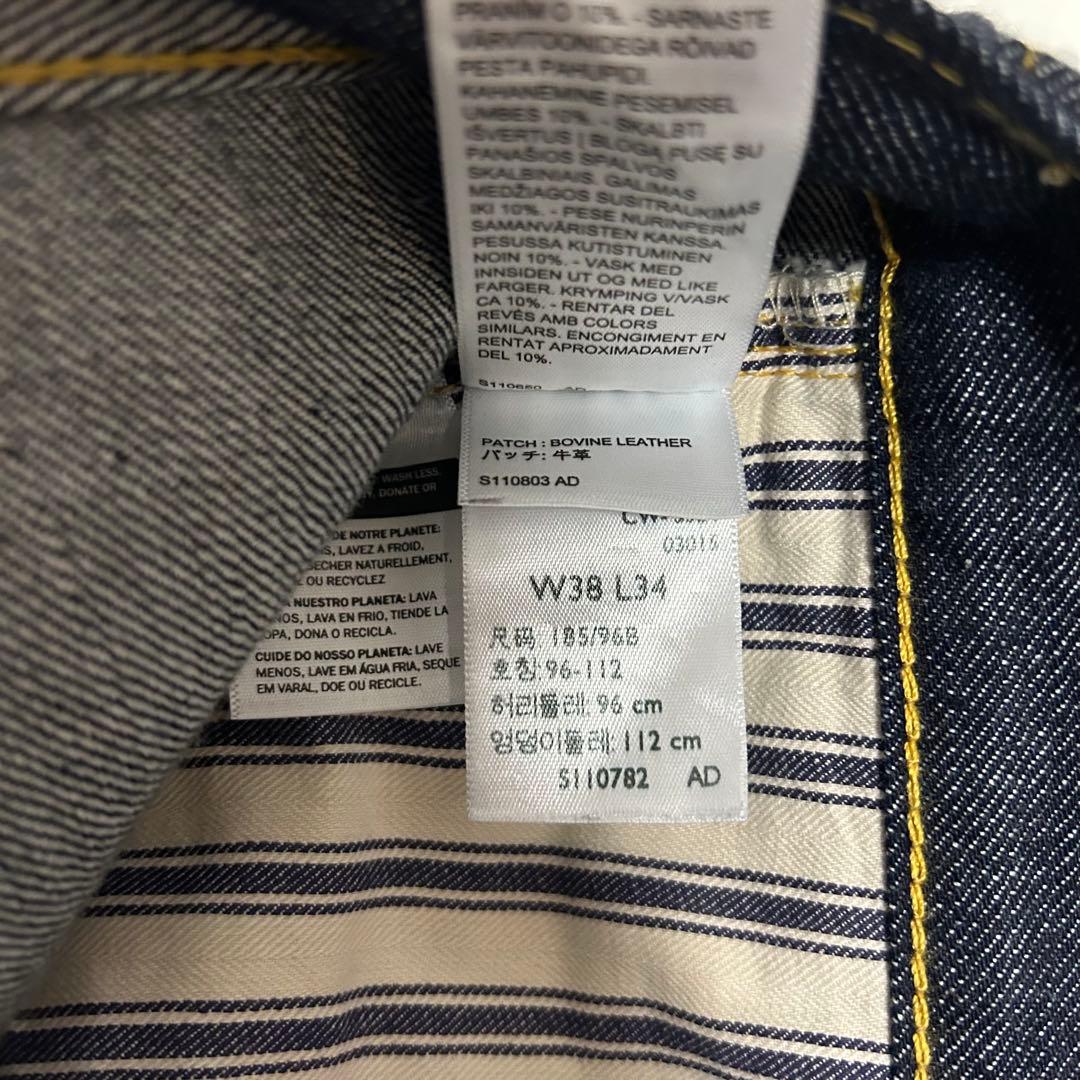 PRANIM O 10%. - SARNASTE
VÄRVITOONIDEGA RÕIVAD
PESTA PAHUPIDI.
KAHANEMINE PESEMISEL
UMBES 10%. - SKALBTI
IŠVERTUS Į BLOGĄ PUSĘ SU
PANAŠIOS SPALVOS
SKALBINIAIS. GALIMAS
MEDŽIAGOS SUSITRAUKIMAS
IKI 10%. - PESE NURINPERIN
SAMANVÄRISTEN KANSSA.
PESUSSA KUTISTUMINEN
NOIN 10%. - VASK MED
INNSIDEN UT OG MED LIKE
FARGER. KRYMPING V/VASK
CA 10%. - RENTAR DEL
REVÉS AMB COLORS
SIMILARS. ENCONGIMENT EN
RENTAT APROXIMADAMENT
DEL 10%.
S110659 AD
PATCH : BOVINE LEATHER
パッチ: 牛革
S110803 AD
WASH LESS,
DONATE OR
DE NOTRE PLANETE:
LAVEZ A FROID,
SECHER NATURELLEMENT,
OU RECYCLEZ
NUESTRO PLANETA: LAVA
LAVA EN FRIO, TIENDE LA
DONA O RECICLA.
CUIDE DO NOSSO PLANETA: LAVE
MENOS, LAVE EM ÁGUA FRIA, SEQUE
EM VARAL, DOE OU RECICLE.
03016
W38 L34
尺码 185/96B
호칭:96-112
허리둘레: 96 cm
엉덩이둘레: 112 cm
S110782 AD